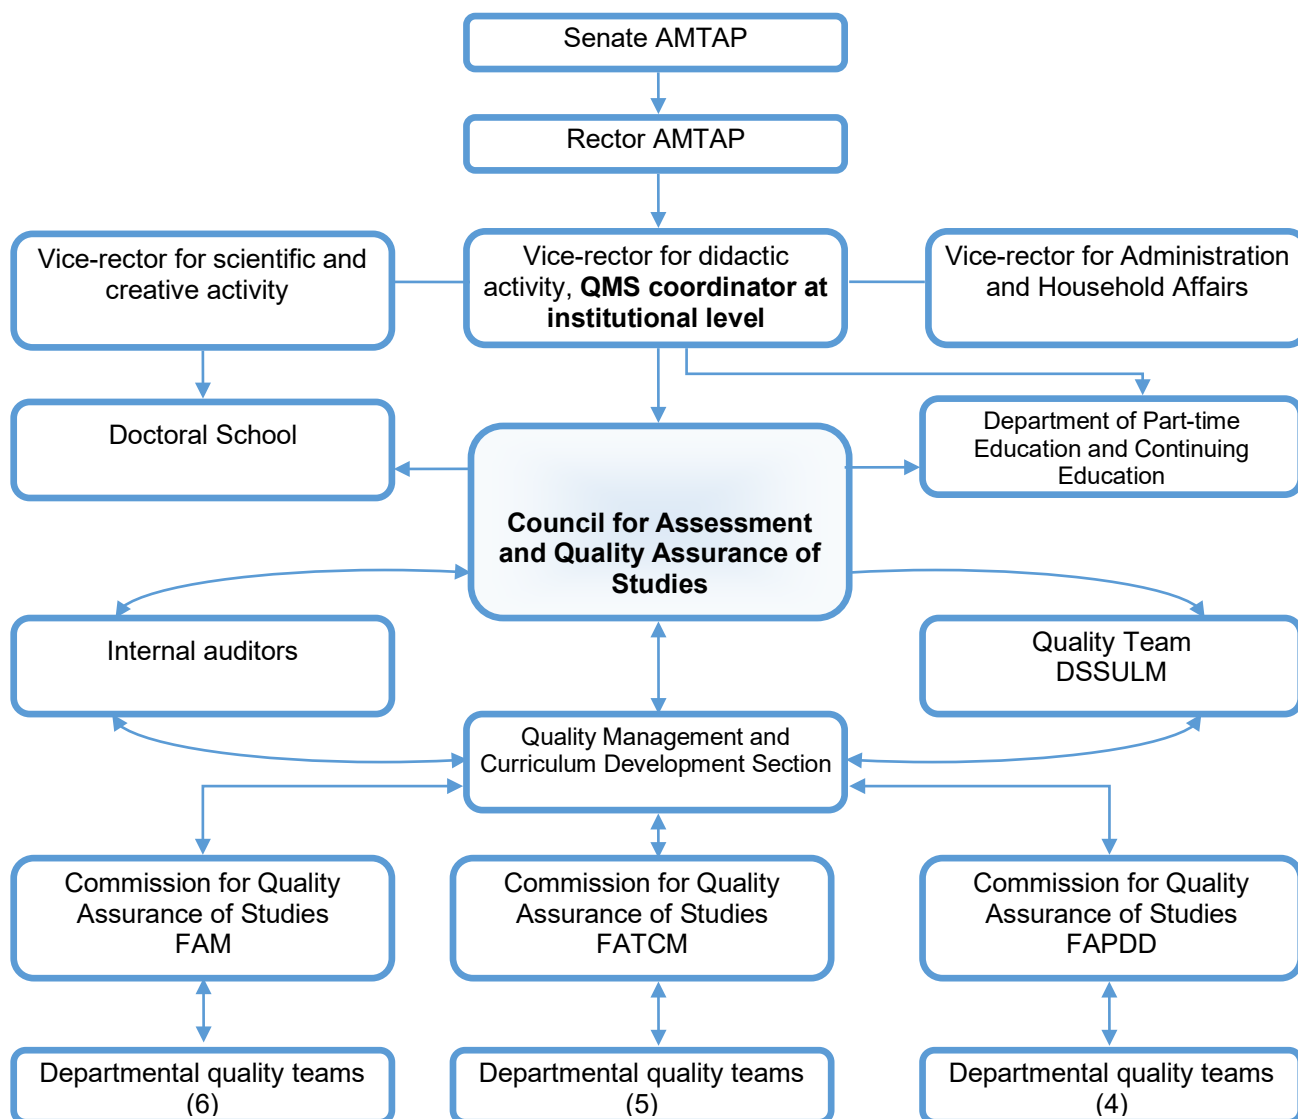 Senate AMTAP
Rector AMTAP
Vice-rector for scientific and
creative activity
Vice-rector for didactic
activity, QMS coordinator at
institutional level
Vice-rector for Administration
and Household Affairs
Doctoral School
Department of Part-time
Education and Continuing
Education
Council for Assessment
and Quality Assurance of
Studies
Internal auditors
Quality Team
DSSULM
Quality Management and
Curriculum Development Section
Commission for Quality
Assurance of Studies
FAM
Commission for Quality
Assurance of Studies
FATCM
Commission for Quality
Assurance of Studies
FAPDD
Departmental quality teams
(6)
Departmental quality teams
(5)
Departmental quality teams
(4)